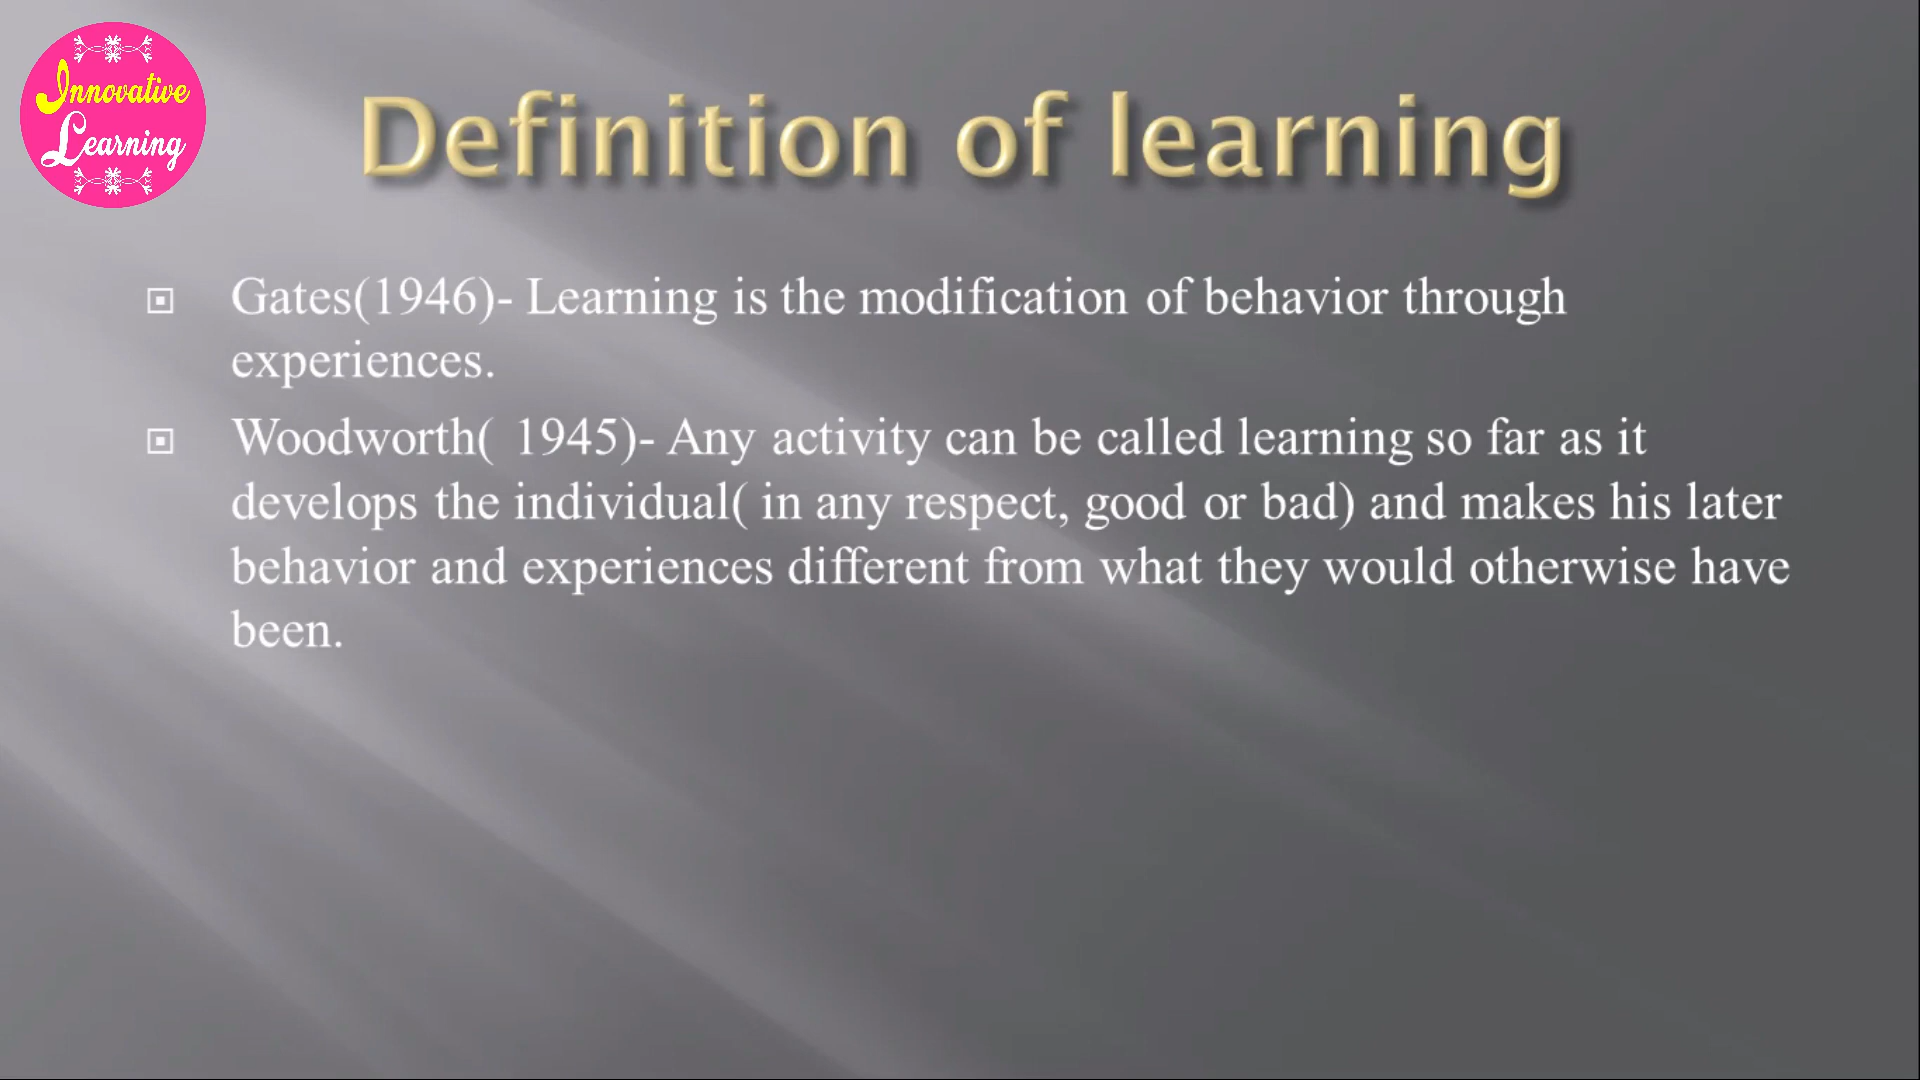 Innovative
Learning
Definition of learning
Gates(1946)- Learning is the modification of behavior through
experiences.
Woodworth( 1945)- Any activity can be called learning so far as it
develops the individual( in any respect, good or bad) and makes his later
behavior and experiences different from what they would otherwise have
been.